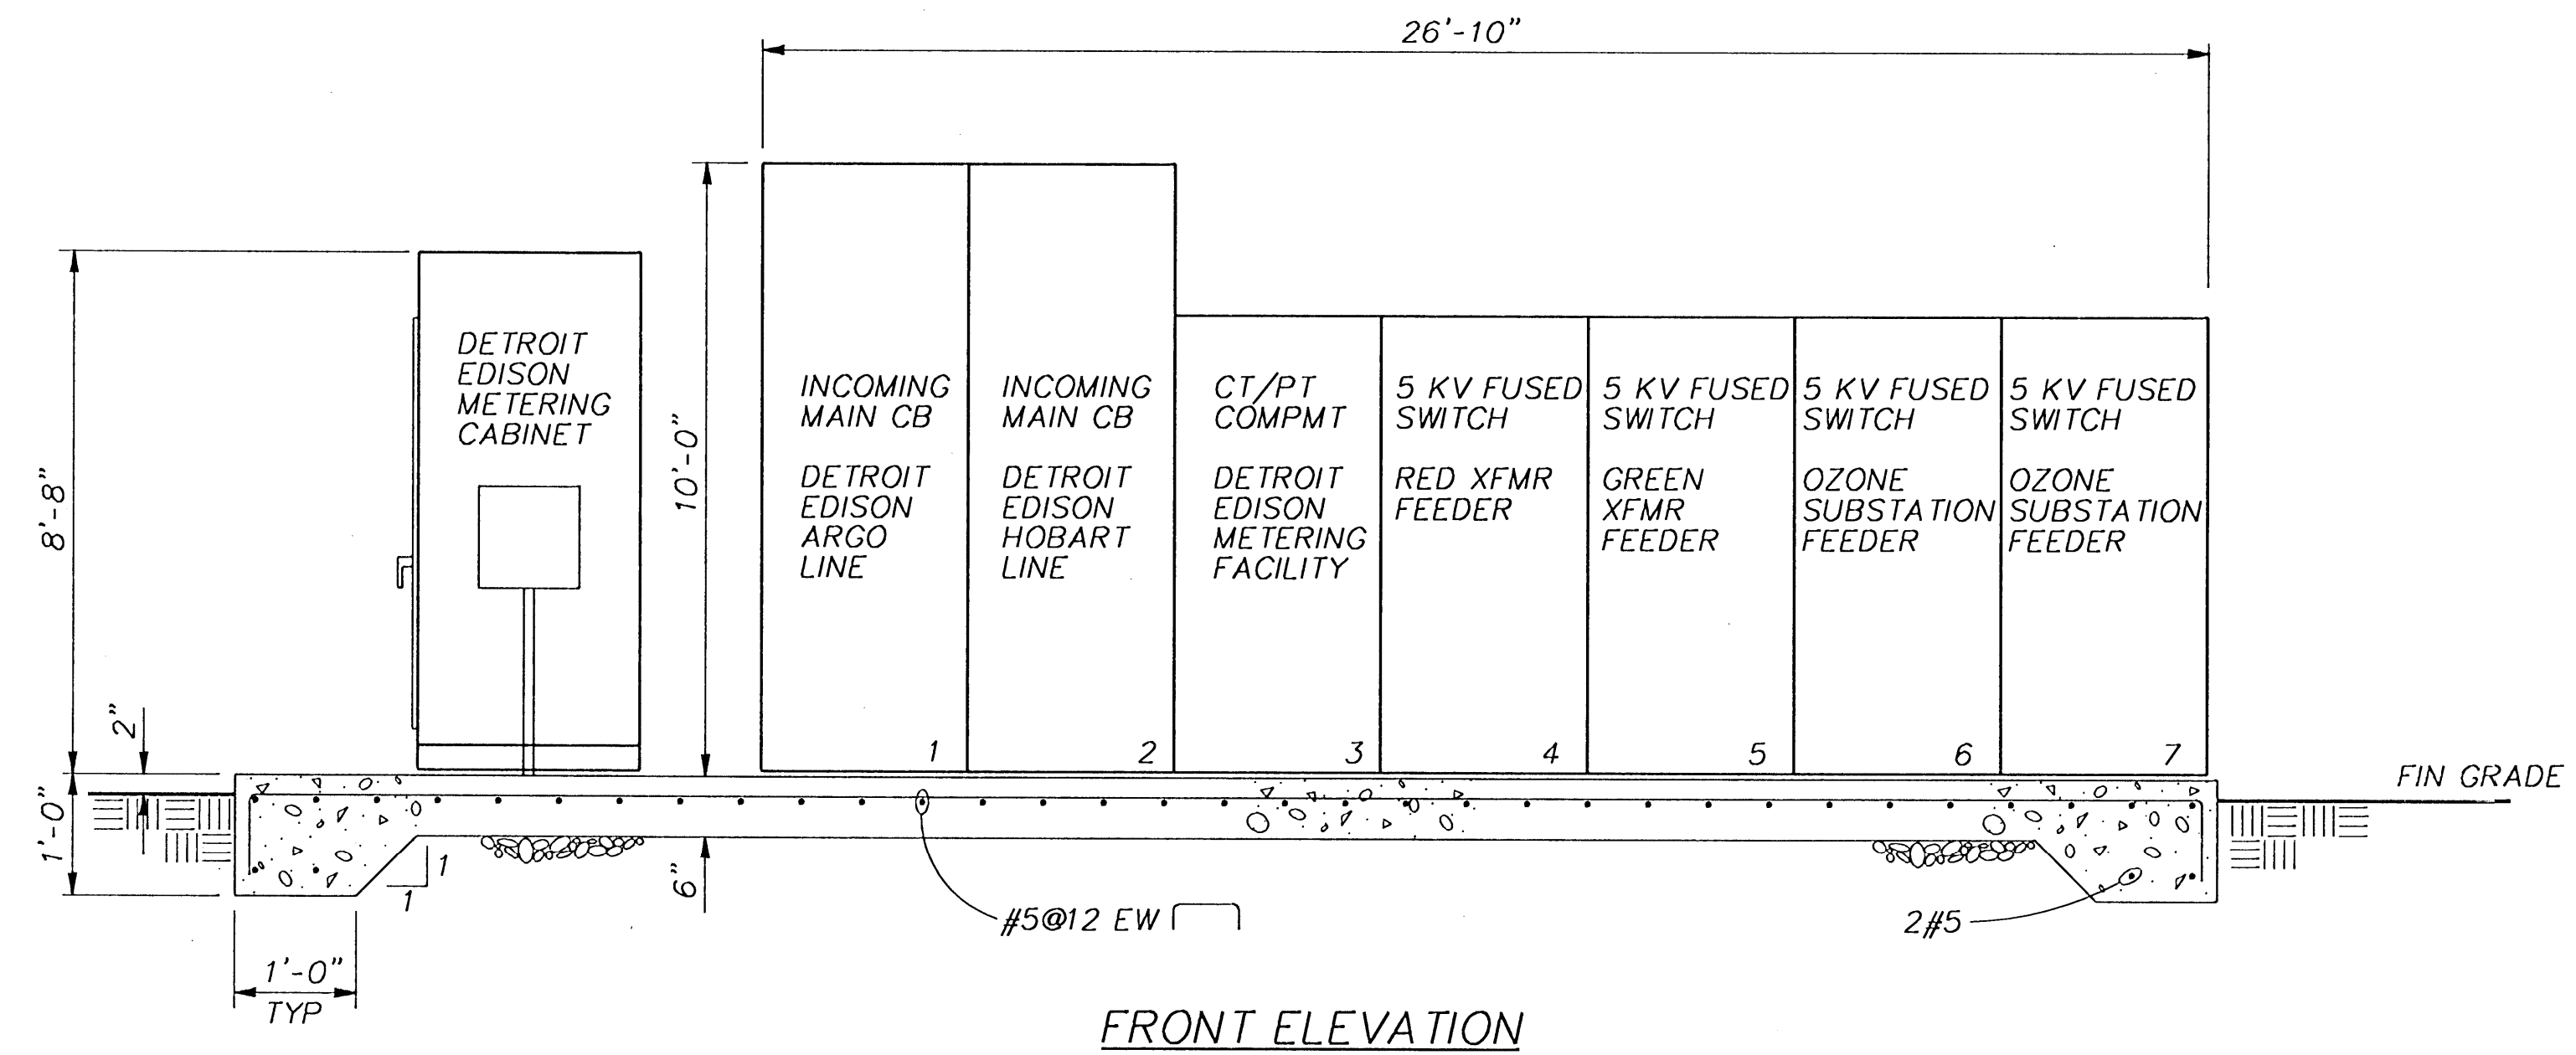 26'-10"
10'-0"
8'-8"
2"
1'-0"
1'-0"
TYP
1
1
6"
DETROIT
EDISON
METERING
CABINET
INCOMING
MAIN CB
DETROIT
EDISON
ARGO
LINE
1
INCOMING
MAIN CB
DETROIT
EDISON
HOBART
LINE
2
CT/PT
COMPMT
DETROIT
EDISON
METERING
FACILITY
3
5 KV FUSED
SWITCH
RED XFMR
FEEDER
4
5 KV FUSED
SWITCH
GREEN
XFMR
FEEDER
5
5 KV FUSED
SWITCH
OZONE
SUBSTATION
FEEDER
6
5 KV FUSED
SWITCH
OZONE
SUBSTATION
FEEDER
7
FIN GRADE
#5@12 EW
2#5
FRONT ELEVATION